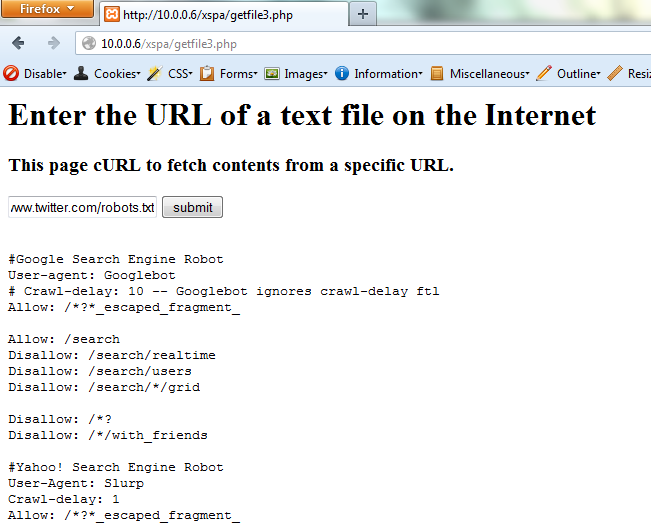 Firefox
http://10.0.0.6/xspa/getfile3.php
10.0.0.6/xspa/getfile3.php
Disable Cookies CSS Forms Images Information Miscellaneous Outline Resiz
Enter the URL of a text file on the Internet
This page cURL to fetch contents from a specific URL.
www.twitter.com/robots.txt submit
#Google Search Engine Robot
User-agent: Googlebot
# Crawl-delay: 10 -- Googlebot ignores crawl-delay ftl
Allow: /*?*_escaped_fragment_
Allow: /search
Disallow: /search/realtime
Disallow: /search/users
Disallow: /search/*/grid
Disallow: /*?
Disallow: /*/with_friends
#Yahoo! Search Engine Robot
User-Agent: Slurp
Crawl-delay: 1
Allow: /*?*_escaped_fragment_